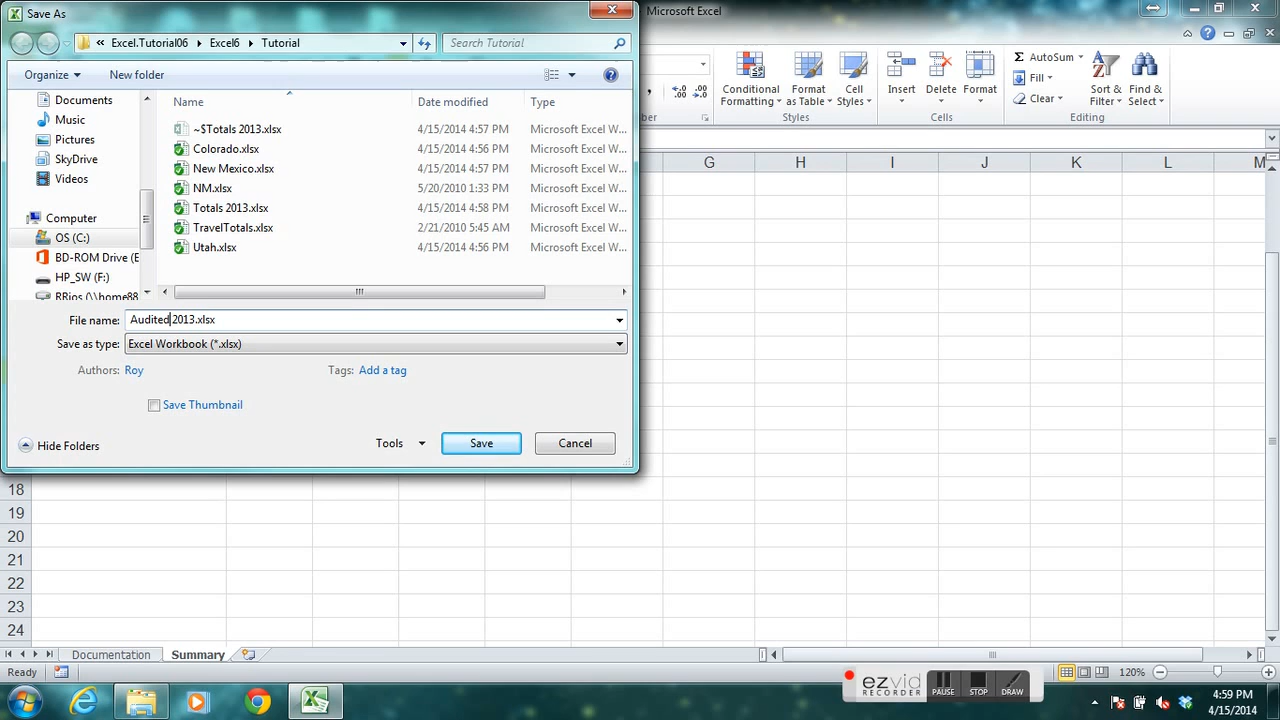 Save As
Microsoft Excel
« Excel.Tutorial06 Excel6 Tutorial
Search Tutorial
Organize New folder
Documents
Music
Pictures
SkyDrive
Videos
Computer
OS (C:)
BD-ROM Drive (E
HP_SW (F:)
RRios (\\home88
Name Date modified Type
~$Totals 2013.xlsx 4/15/2014 4:57 PM Microsoft Excel W...
Colorado.xlsx 4/15/2014 4:56 PM Microsoft Excel W...
New Mexico.xlsx 4/15/2014 4:57 PM Microsoft Excel W...
NM.xlsx 5/20/2010 1:33 PM Microsoft Excel W...
Totals 2013.xlsx 4/15/2014 4:58 PM Microsoft Excel W...
TravelTotals.xlsx 2/21/2010 5:45 AM Microsoft Excel W...
Utah.xlsx 4/15/2014 4:56 PM Microsoft Excel W...
File name: Audited 2013.xlsx
Save as type: Excel Workbook (*.xlsx)
Authors: Roy Tags: Add a tag
Save Thumbnail
Hide Folders Tools Save Cancel
Conditional Formatting
Format as Table
Cell Styles
Insert Delete Format
Σ AutoSum
Fill
Clear
Sort & Filter
Find & Select
Styles Cells Editing
G H I J K L M
18
19
20
21
22
23
24
Documentation Summary
Ready 120%
ezvid
RECORDER
PAUSE STOP DRAW
4:59 PM
4/15/2014